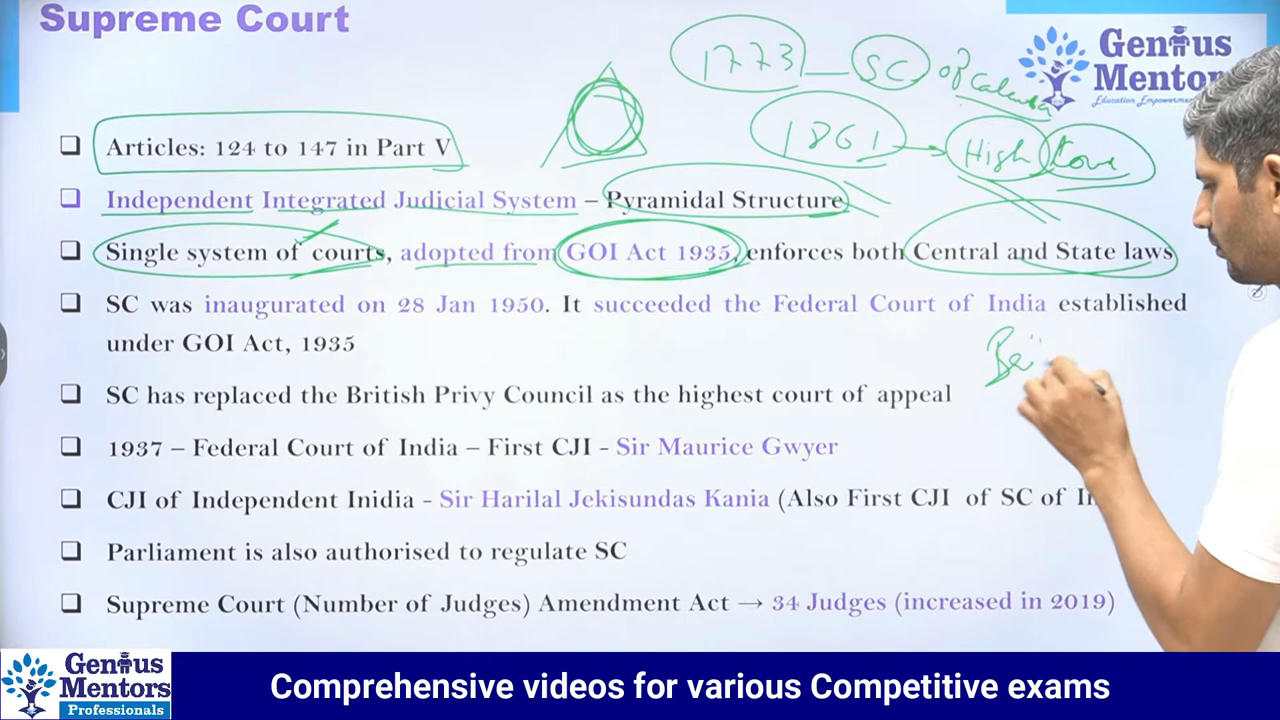 Supreme Court
1773 — SC of Calcutta
Genius
Mentor
Education Empowerment
1861 → High Cour
❑ Articles: 124 to 147 in Part V
❑ Independent Integrated Judicial System – Pyramidal Structure
❑ Single system of courts, adopted from GOI Act 1935, enforces both Central and State laws
❑ SC was inaugurated on 28 Jan 1950. It succeeded the Federal Court of India established
under GOI Act, 1935
❑ SC has replaced the British Privy Council as the highest court of appeal
❑ 1937 – Federal Court of India – First CJI - Sir Maurice Gwyer
❑ CJI of Independent Inidia - Sir Harilal Jekisundas Kania (Also First CJI of SC of In
❑ Parliament is also authorised to regulate SC
❑ Supreme Court (Number of Judges) Amendment Act → 34 Judges (increased in 2019)
Genius
Mentors
Professionals
Comprehensive videos for various Competitive exams